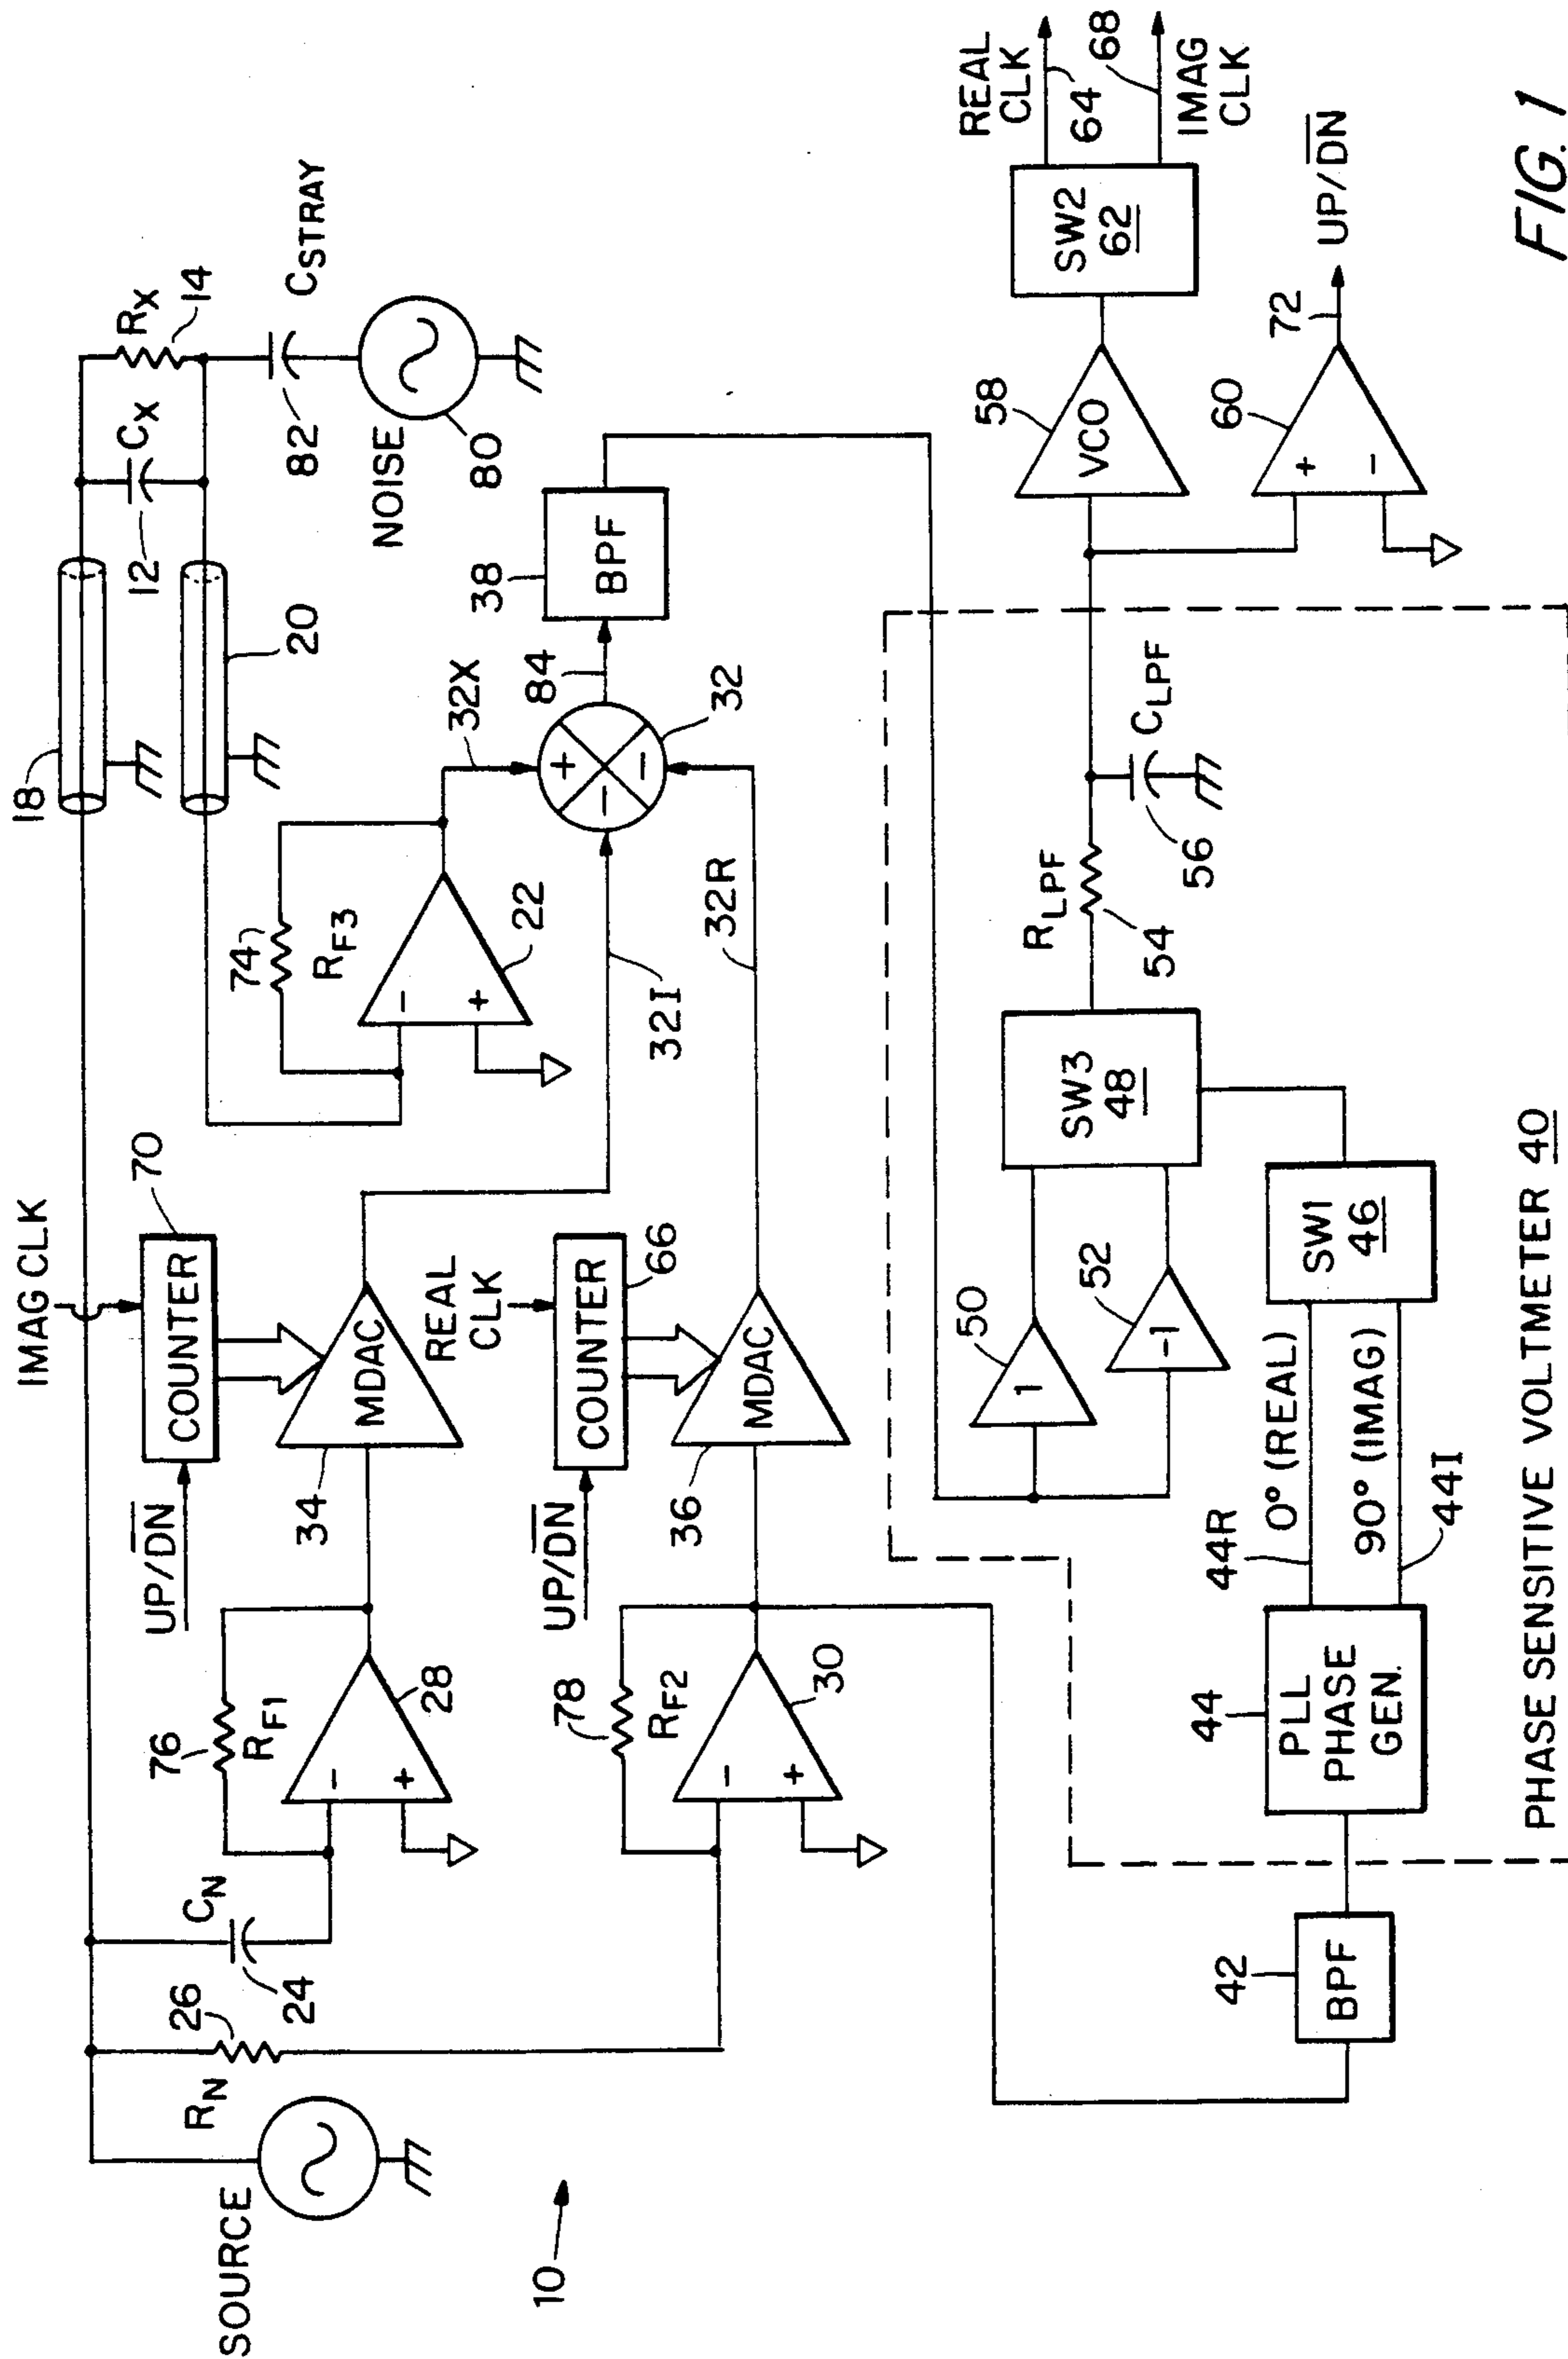 SOURCE
10
RN
26
24
CN
76
RF1
28
78
RF2
30
IMAG CLK
70
COUNTER
UP/DN
34
MDAC
REAL
CLK
COUNTER
66
UP/DN
36
MDAC
18
20
12
CX
RX
14
CSTRAY
82
NOISE
80
74
RF3
22
-
+
-
+
-
+
32X
32I
32R
+
-
-
32
84
38
BPF
42
BPF
44
PLL
PHASE
GEN.
44R
0° (REAL)
90° (IMAG)
44I
SW1
46
50
1
52
-1
SW3
48
RLPF
54
56
CLPF
58
VCO
60
+
-
72
UP/DN
SW2
62
REAL
CLK
64
68
IMAG
CLK
PHASE SENSITIVE VOLTMETER 40
FIG. 1